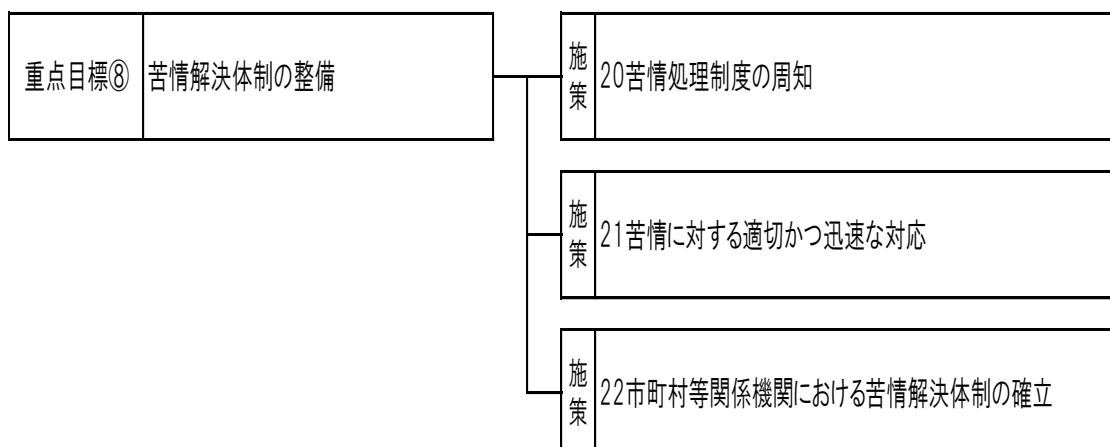 重点目標⑧ 苦情解決体制の整備
施策 20苦情処理制度の周知
施策 21苦情に対する適切かつ迅速な対応
施策 22市町村等関係機関における苦情解決体制の確立